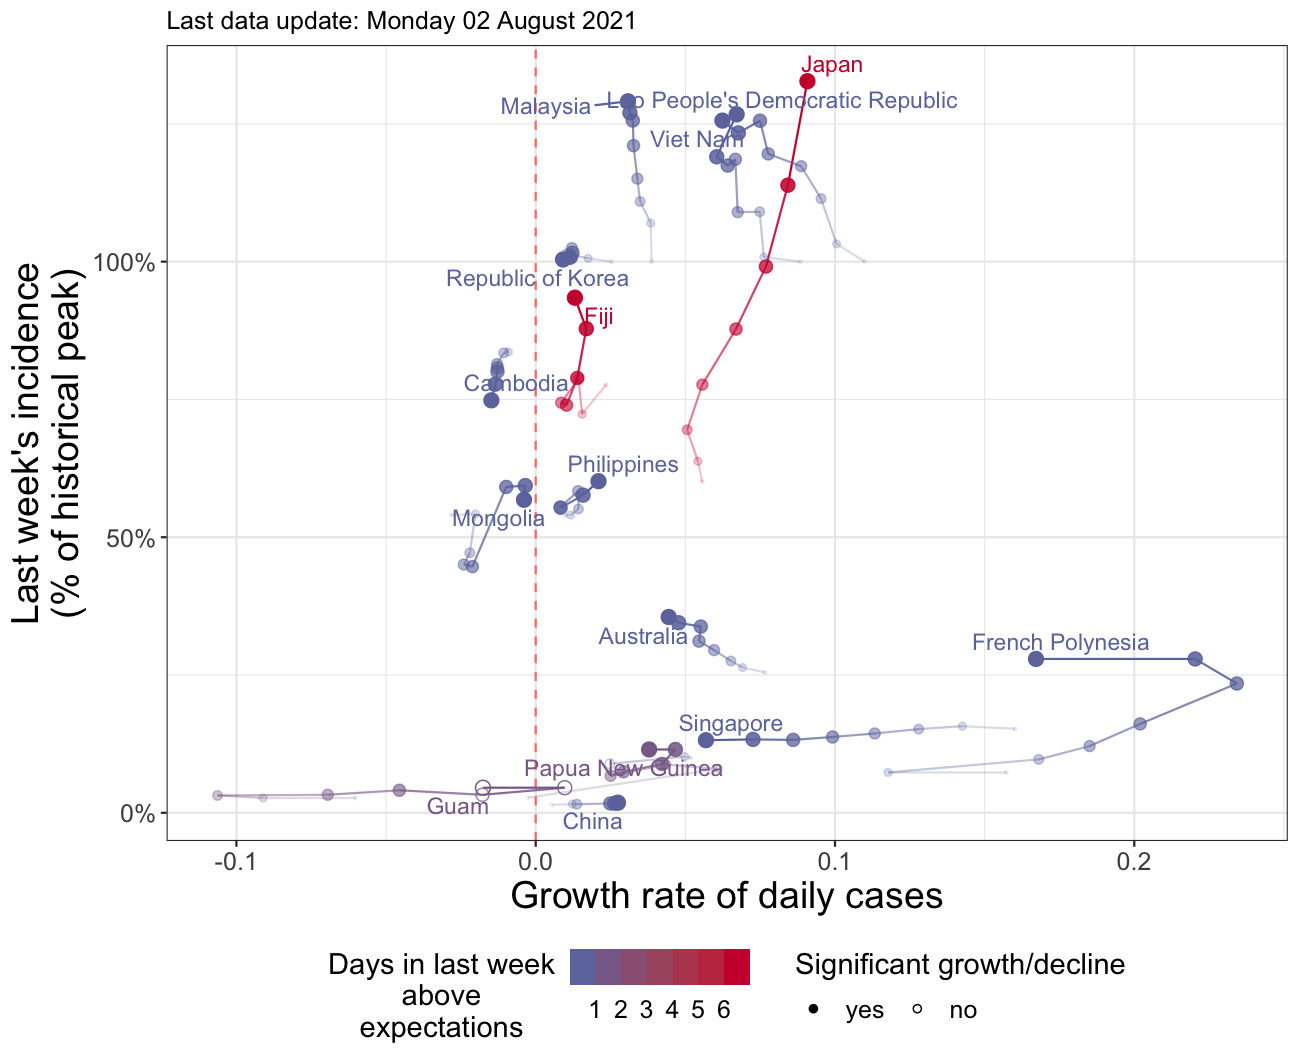 Last data update: Monday 02 August 2021
Japan
Malaysia
Lao People's Democratic Republic
Viet Nam
100%
Republic of Korea
Fiji
Cambodia
Philippines
50%
Mongolia
Australia
French Polynesia
Singapore
Papua New Guinea
Guam
China
0%
-0.1
0.0
0.1
0.2
Last week's incidence
(% of historical peak)
Growth rate of daily cases
Days in last week
above
expectations
1 2 3 4 5 6
Significant growth/decline
yes no